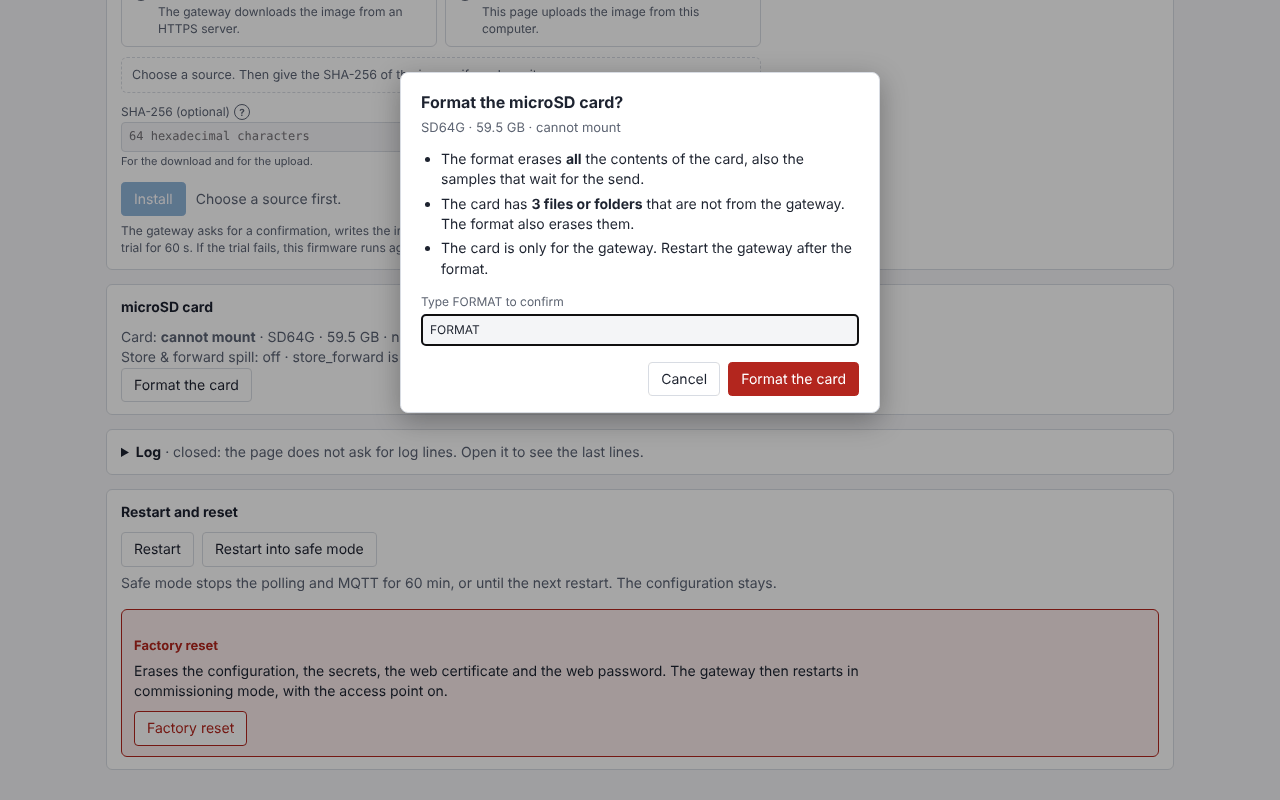 The gateway downloads the image from an
HTTPS server.
This page uploads the image from this
computer.
Choose a source. Then give the SHA-256 of
SHA-256 (optional) ?
64 hexadecimal characters
For the download and for the upload.
Install
Choose a source first.
The gateway asks for a confirmation, writes the
trial for 60 s. If the trial fails, this firmware runs
Format the microSD card?
SD64G · 59.5 GB · cannot mount
• The format erases all the contents of the card, also the
samples that wait for the send.
• The card has 3 files or folders that are not from the gateway.
The format also erases them.
• The card is only for the gateway. Restart the gateway after the
format.
Type FORMAT to confirm
FORMAT
Cancel
Format the card
microSD card
Card: cannot mount · SD64G · 59.5 GB ·
Store & forward spill: off · store_forward is
Format the card
Log · closed: the page does not ask for log lines. Open it to see the last lines.
Restart and reset
Restart
Restart into safe mode
Safe mode stops the polling and MQTT for 60 min, or until the next restart. The configuration stays.
Factory reset
Erases the configuration, the secrets, the web certificate and the web password. The gateway then restarts in
commissioning mode, with the access point on.
Factory reset